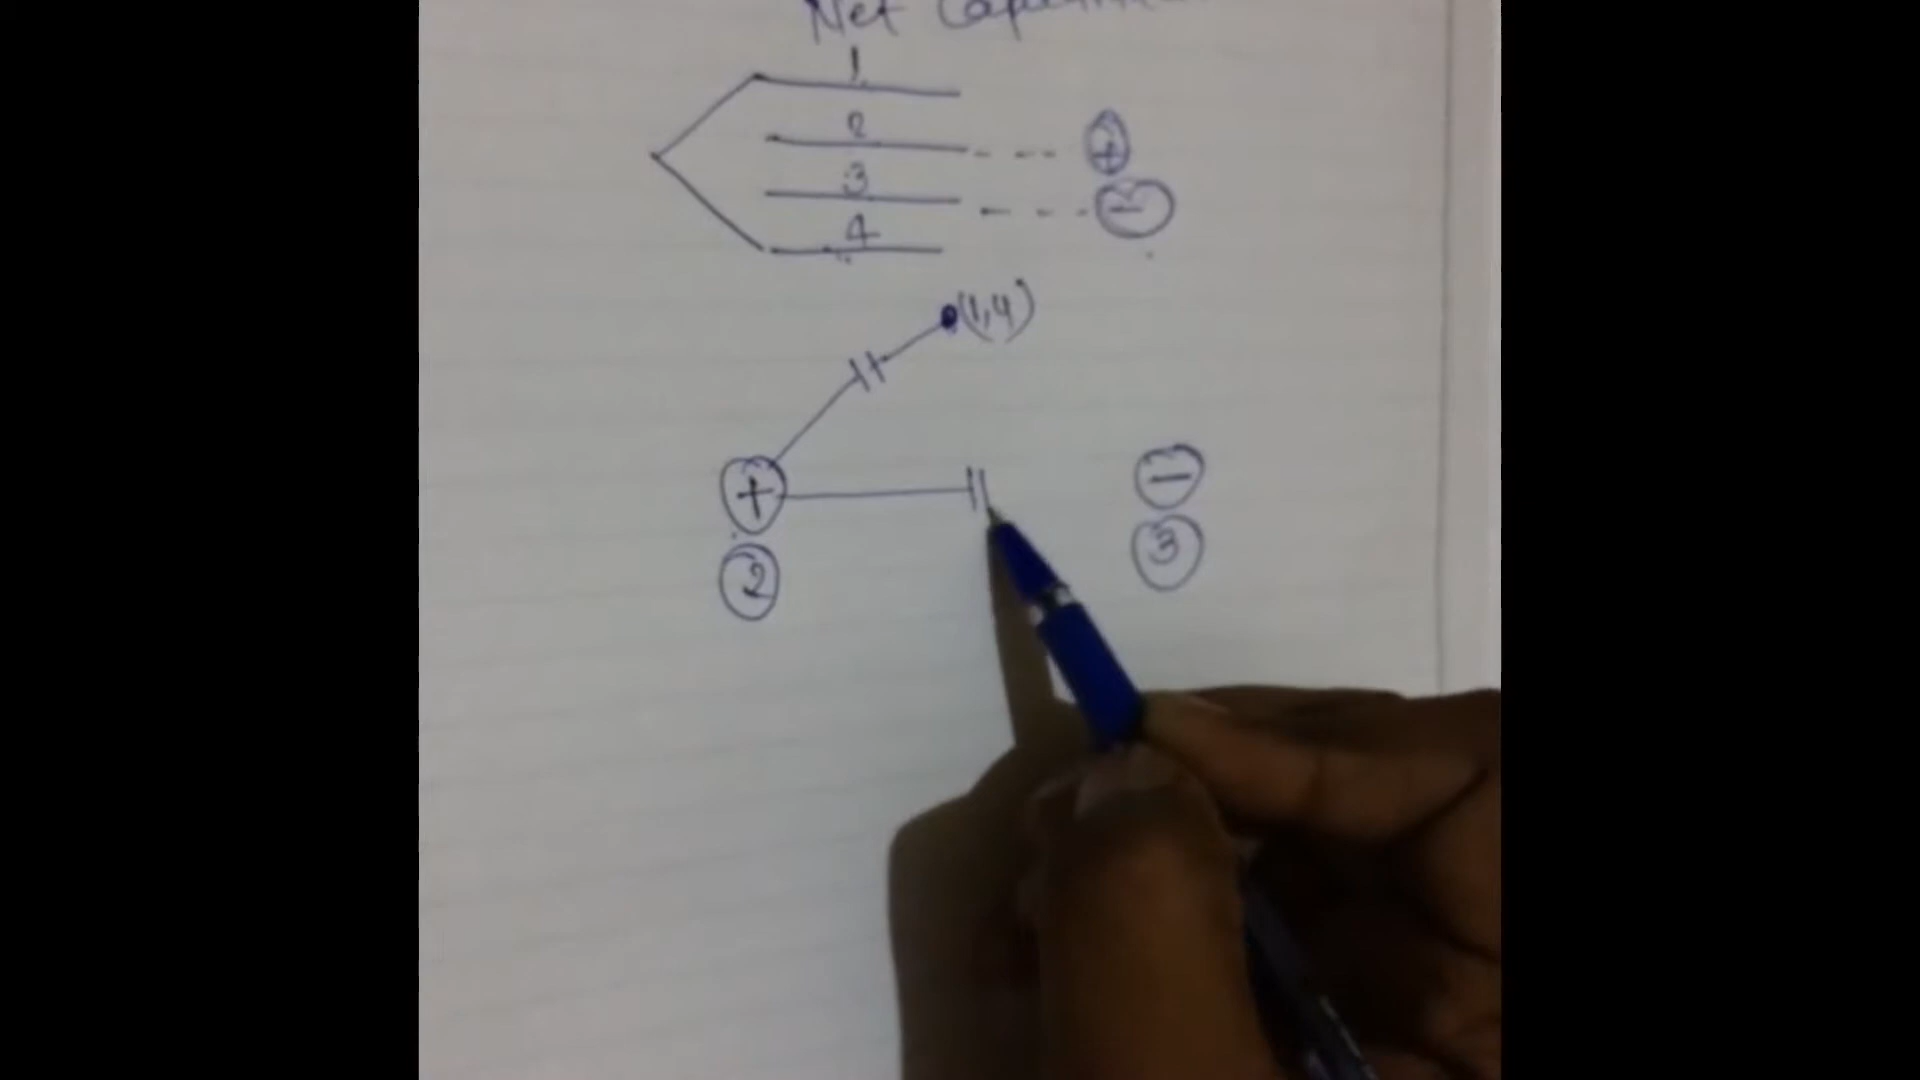 Net
1
2 --- +
3 --- -
4
(1,4)
+ -
2 3